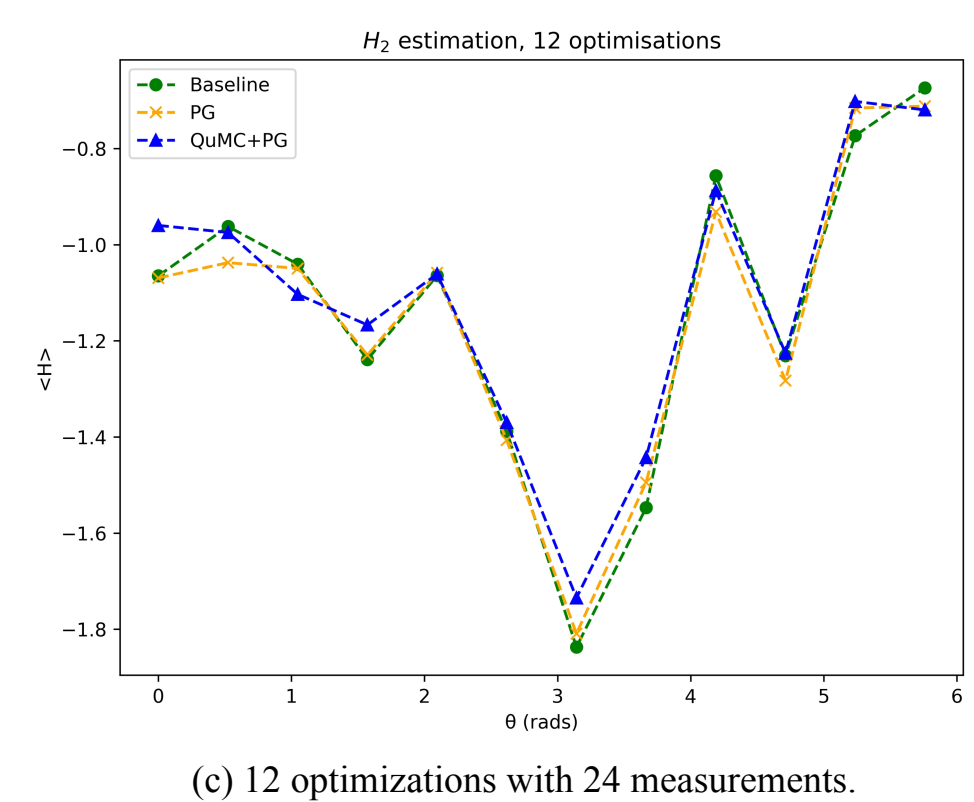 H₂ estimation, 12 optimisations
Baseline
PG
QuMC+PG
<H>
−0.8
−1.0
−1.2
−1.4
−1.6
−1.8
0 1 2 3 4 5 6
θ (rads)
(c) 12 optimizations with 24 measurements.